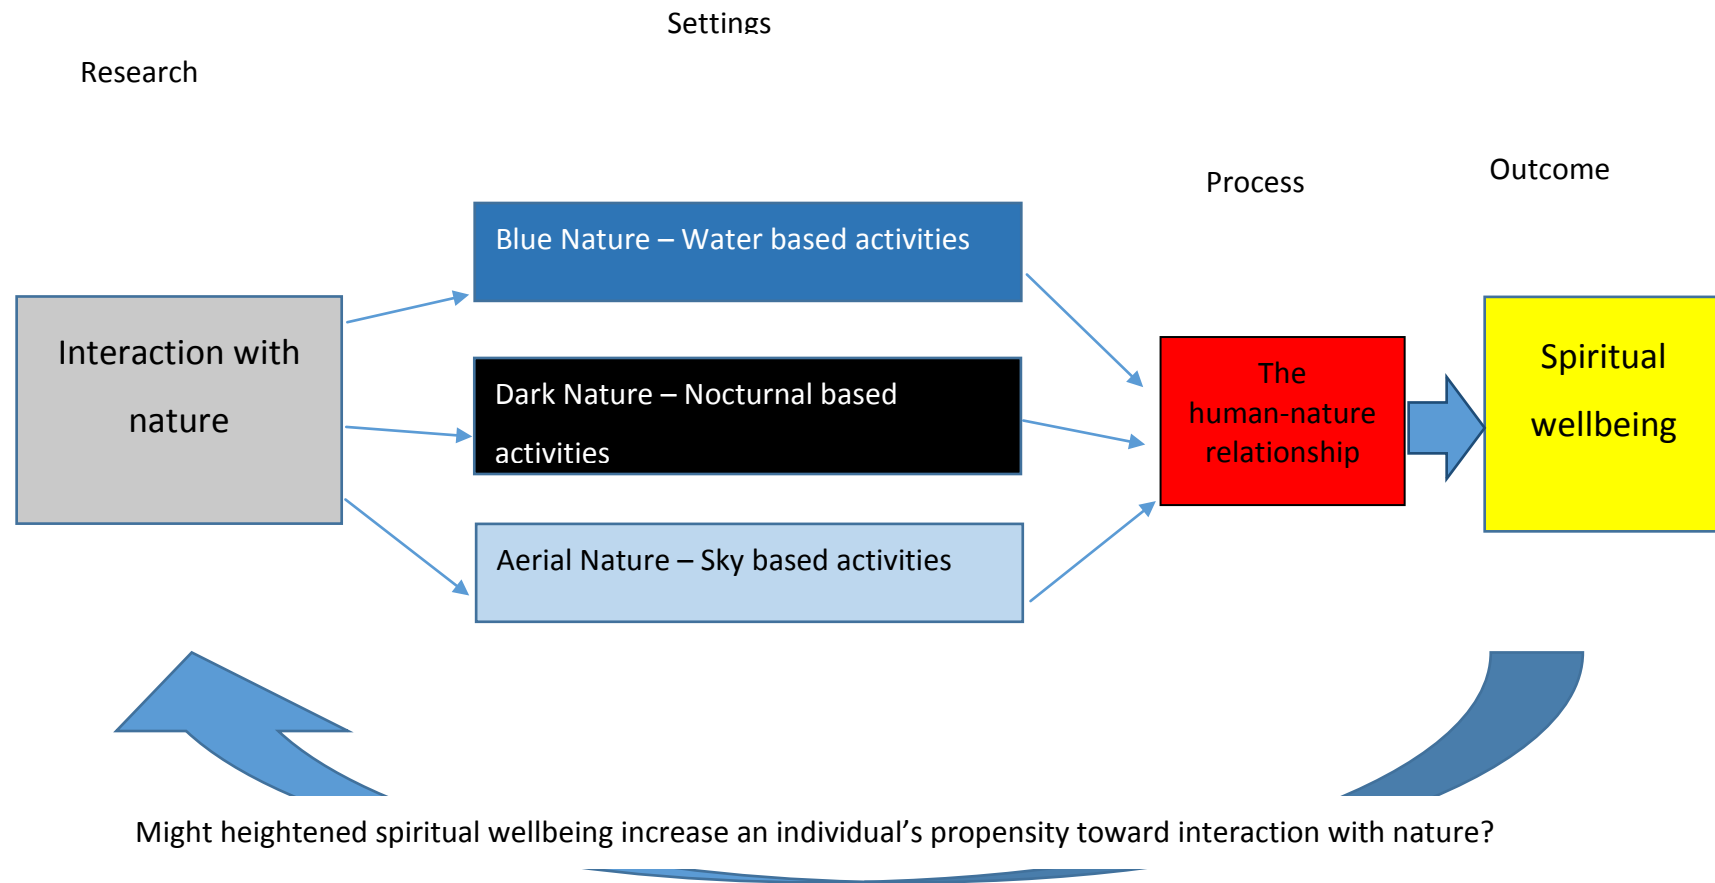 Settings
Research
Outcome
Process
Blue Nature – Water based activities
Interaction with
nature
Dark Nature – Nocturnal based
activities
The
human-nature
relationship
Spiritual
wellbeing
Aerial Nature – Sky based activities
Might heightened spiritual wellbeing increase an individual’s propensity toward interaction with nature?